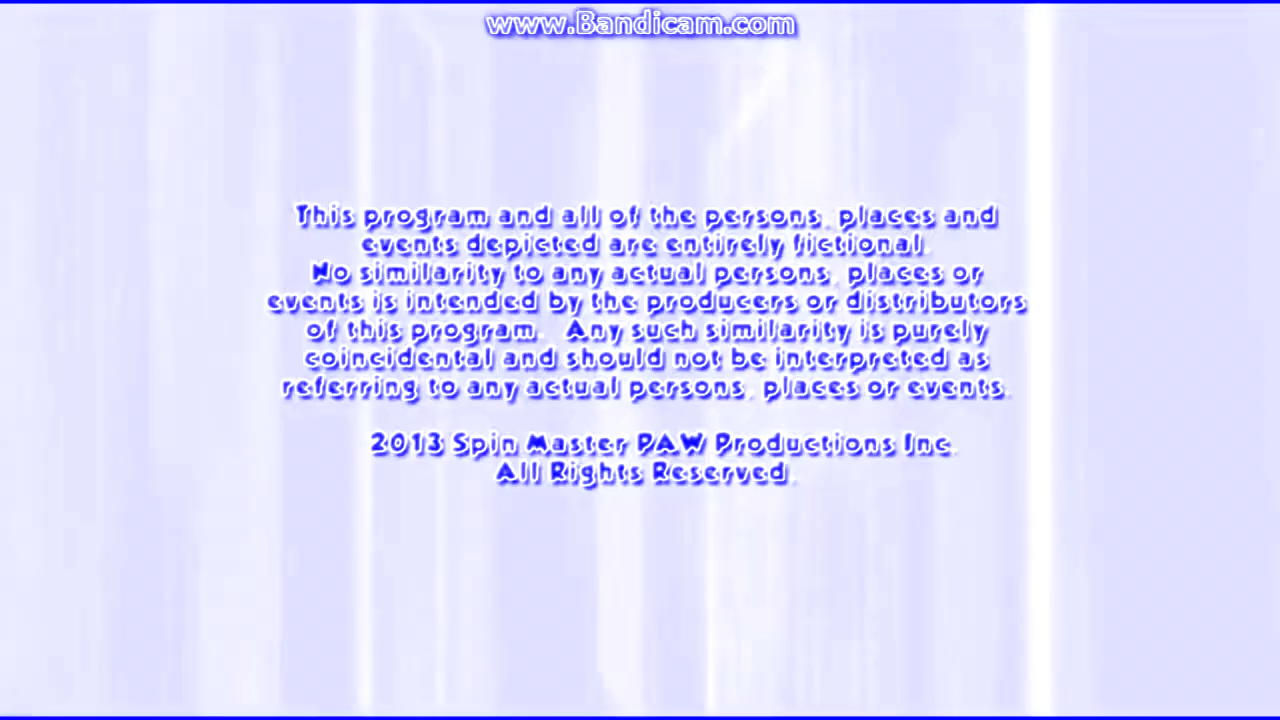 www.Bandicam.com
This program and all of the persons, places and
events depicted are entirely fictional.
No similarity to any actual persons, places or
events is intended by the producers or distributors
of this program. Any such similarity is purely
coincidental and should not be interpreted as
referring to any actual persons, places or events.
2013 Spin Master PAW Productions Inc.
All Rights Reserved.